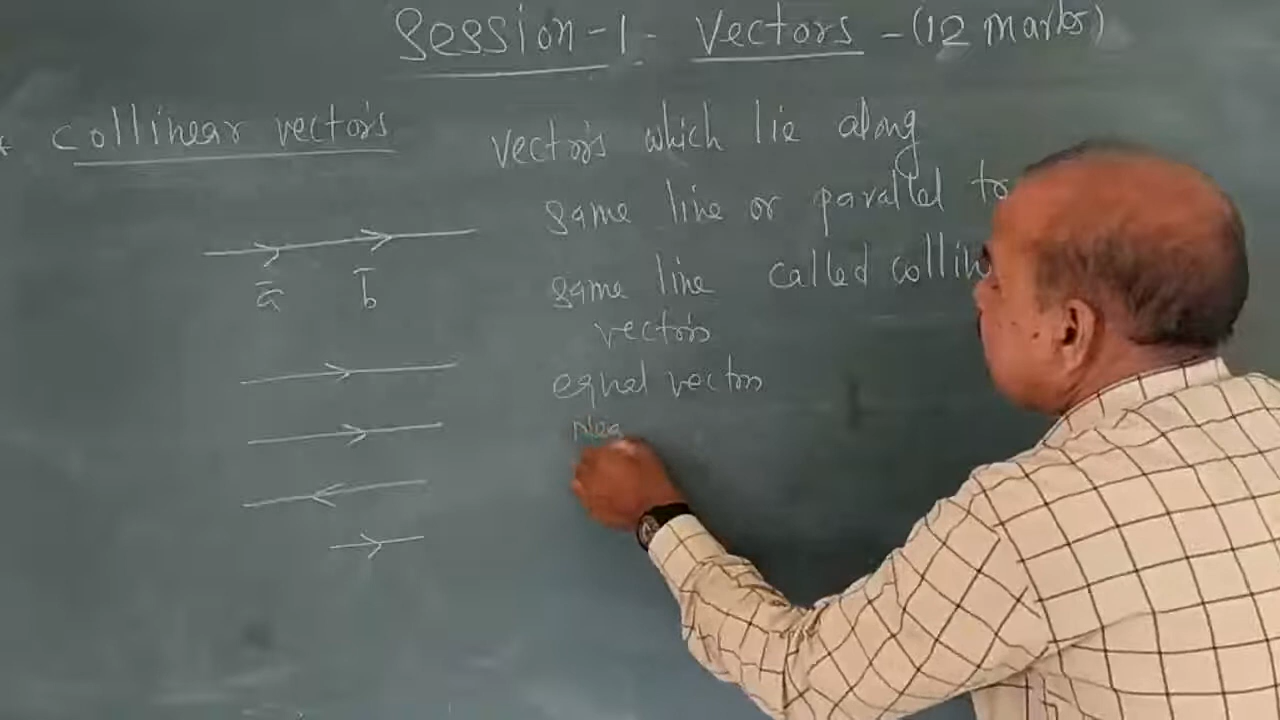 Session-1- Vectors - (12 marks)
* Collinear vectors
vectors which lie along
same line or parallel to
same line called collin
vectors
ā b̄
equal vectors
Nega